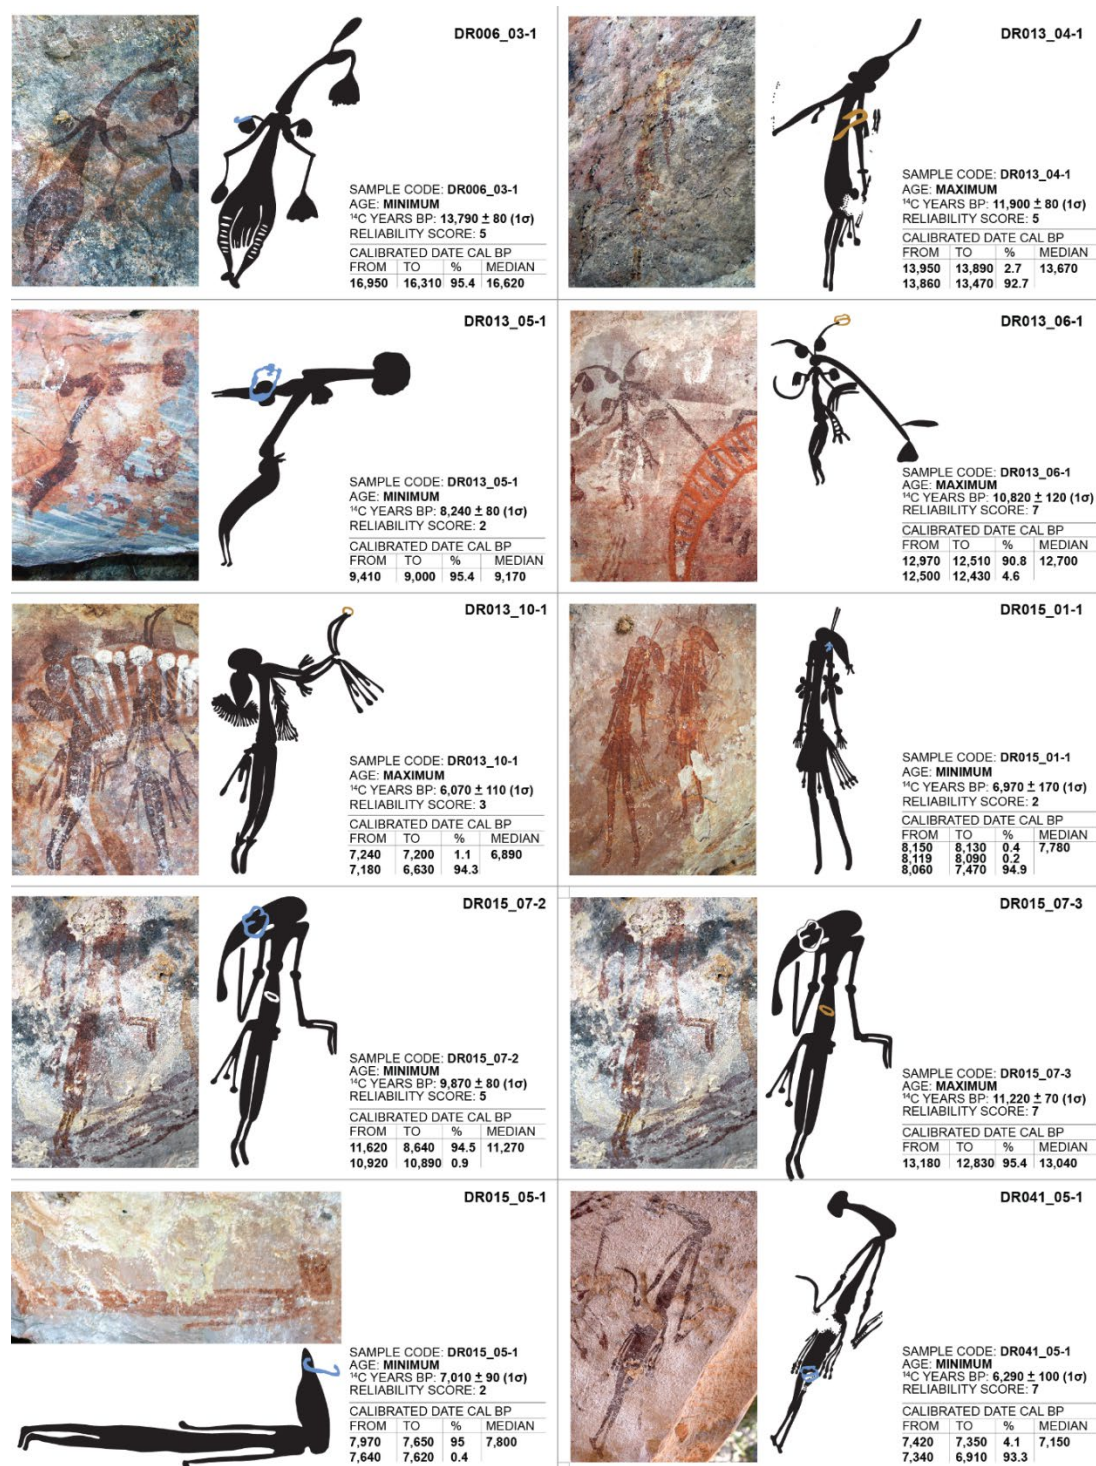 DR006_03-1
SAMPLE CODE: DR006_03-1
AGE: MINIMUM
¹⁴C YEARS BP: 13,790 ± 80 (1σ)
RELIABILITY SCORE: 5
CALIBRATED DATE CAL BP
FROM TO % MEDIAN
16,950 16,310 95.4 16,620
DR013_04-1
SAMPLE CODE: DR013_04-1
AGE: MAXIMUM
¹⁴C YEARS BP: 11,900 ± 80 (1σ)
RELIABILITY SCORE: 5
CALIBRATED DATE CAL BP
FROM TO % MEDIAN
13,950 13,890 2.7 13,670
13,860 13,470 92.7
DR013_05-1
SAMPLE CODE: DR013_05-1
AGE: MINIMUM
¹⁴C YEARS BP: 8,240 ± 80 (1σ)
RELIABILITY SCORE: 2
CALIBRATED DATE CAL BP
FROM TO % MEDIAN
9,410 9,000 95.4 9,170
DR013_06-1
SAMPLE CODE: DR013_06-1
AGE: MAXIMUM
¹⁴C YEARS BP: 10,820 ± 120 (1σ)
RELIABILITY SCORE: 7
CALIBRATED DATE CAL BP
FROM TO % MEDIAN
12,970 12,510 90.8 12,700
12,500 12,430 4.6
DR013_10-1
SAMPLE CODE: DR013_10-1
AGE: MAXIMUM
¹⁴C YEARS BP: 6,070 ± 110 (1σ)
RELIABILITY SCORE: 3
CALIBRATED DATE CAL BP
FROM TO % MEDIAN
7,240 7,200 1.1 6,890
7,180 6,630 94.3
DR015_01-1
SAMPLE CODE: DR015_01-1
AGE: MINIMUM
¹⁴C YEARS BP: 6,970 ± 170 (1σ)
RELIABILITY SCORE: 2
CALIBRATED DATE CAL BP
FROM TO % MEDIAN
8,150 8,130 0.4 7,780
8,119 8,090 0.2
8,060 7,470 94.9
DR015_07-2
SAMPLE CODE: DR015_07-2
AGE: MINIMUM
¹⁴C YEARS BP: 9,870 ± 80 (1σ)
RELIABILITY SCORE: 5
CALIBRATED DATE CAL BP
FROM TO % MEDIAN
11,620 8,640 94.5 11,270
10,920 10,890 0.9
DR015_07-3
SAMPLE CODE: DR015_07-3
AGE: MAXIMUM
¹⁴C YEARS BP: 11,220 ± 70 (1σ)
RELIABILITY SCORE: 7
CALIBRATED DATE CAL BP
FROM TO % MEDIAN
13,180 12,830 95.4 13,040
DR015_05-1
SAMPLE CODE: DR015_05-1
AGE: MINIMUM
¹⁴C YEARS BP: 7,010 ± 90 (1σ)
RELIABILITY SCORE: 2
CALIBRATED DATE CAL BP
FROM TO % MEDIAN
7,970 7,650 95 7,800
7,640 7,620 0.4
DR041_05-1
SAMPLE CODE: DR041_05-1
AGE: MINIMUM
¹⁴C YEARS BP: 6,290 ± 100 (1σ)
RELIABILITY SCORE: 7
CALIBRATED DATE CAL BP
FROM TO % MEDIAN
7,420 7,350 4.1 7,150
7,340 6,910 93.3